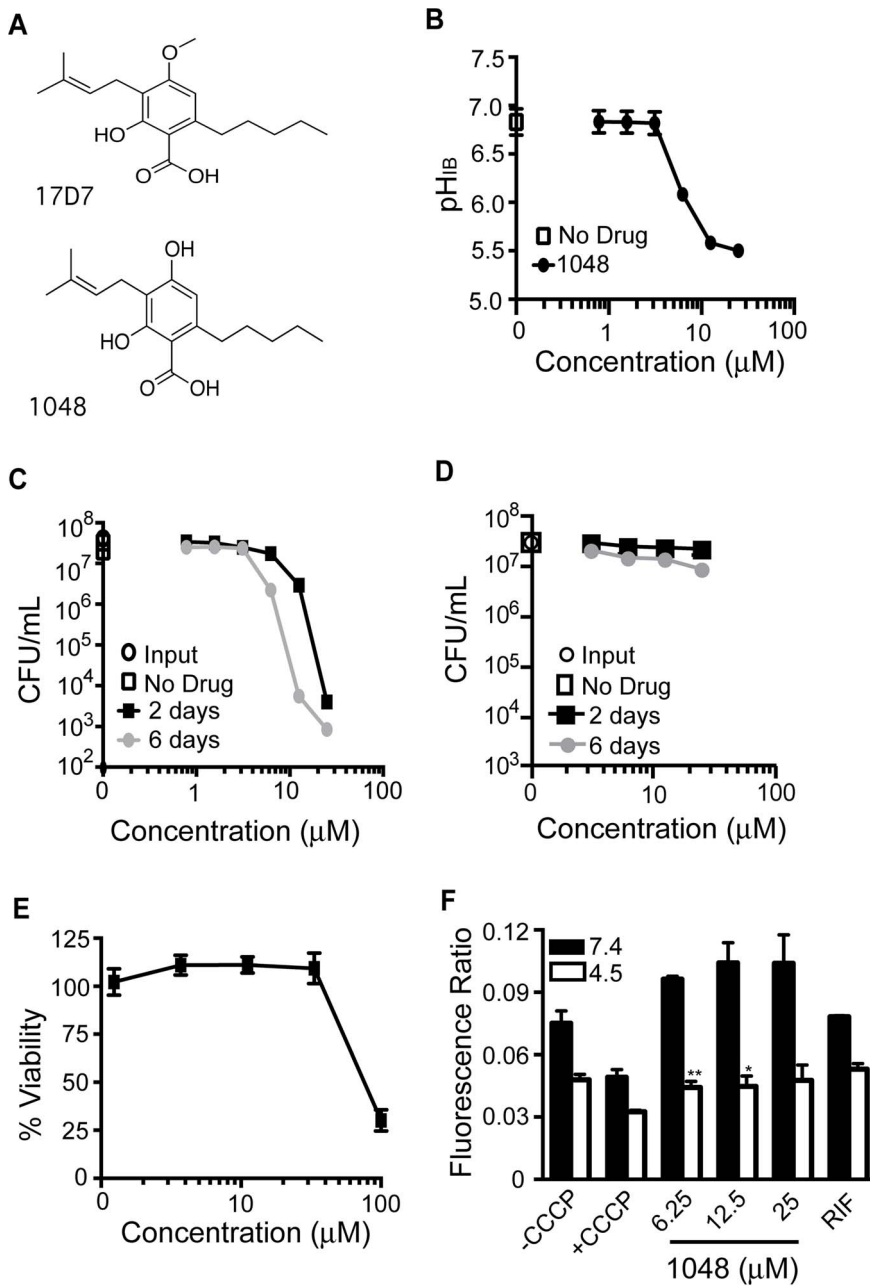 A
O
HO
O
OH
17D7
OH
HO
O
OH
1048
B
7.5
7.0
6.5
6.0
5.5
5.0
pHIB
No Drug
1048
0
1
10
100
Concentration (μM)
C
10^8
10^7
10^6
10^5
10^4
10^3
10^2
CFU/mL
Input
No Drug
2 days
6 days
0
1
10
100
Concentration (μM)
D
10^8
10^7
10^6
10^5
10^4
10^3
CFU/mL
Input
No Drug
2 days
6 days
0
10
100
Concentration (μM)
E
125
100
75
50
25
0
% Viability
0
10
100
Concentration (μM)
F
0.12
0.09
0.06
0.03
0
Fluorescence Ratio
7.4
4.5
** *
-CCCP
+CCCP
6.25
12.5
25
RIF
1048 (μM)